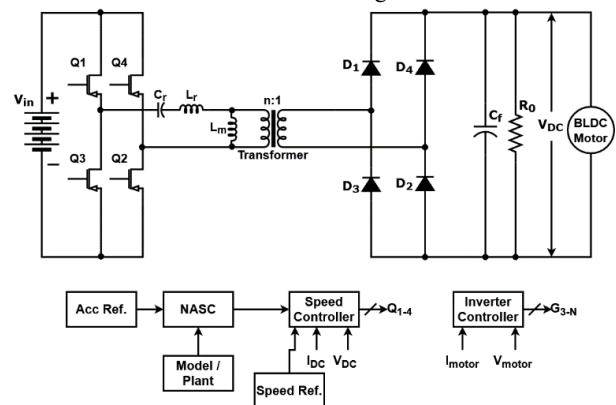 Q1
Q4
Vin
+
−
Q3
Q2
Cr
Lr
Lm
n:1
Transformer
D1
D4
D3
D2
Cf
R0
VDC
BLDC
Motor
Acc Ref.
NASC
Speed
Controller
Q1-4
Model /
Plant
Speed Ref.
IDC
VDC
Inverter
Controller
G3-N
Imotor
Vmotor